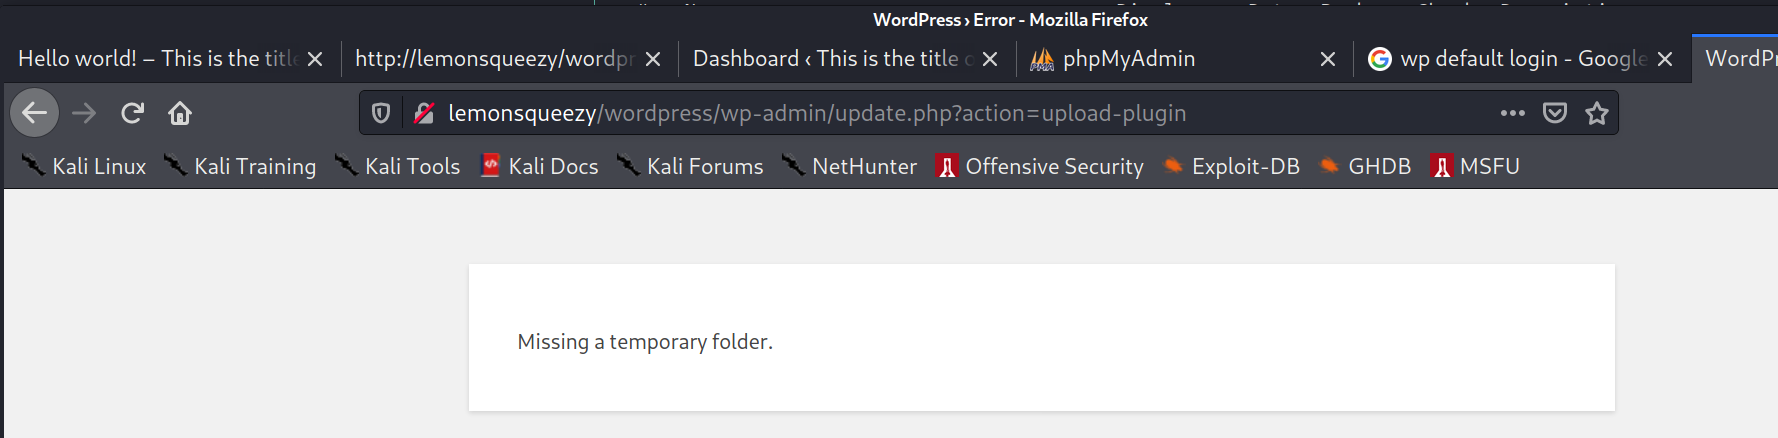 WordPress › Error - Mozilla Firefox
Hello world! – This is the title
http://lemonsqueezy/wordpr
Dashboard ‹ This is the title o
phpMyAdmin
wp default login - Google
WordPr
lemonsqueezy/wordpress/wp-admin/update.php?action=upload-plugin
Kali Linux Kali Training Kali Tools Kali Docs Kali Forums NetHunter Offensive Security Exploit-DB GHDB MSFU
Missing a temporary folder.